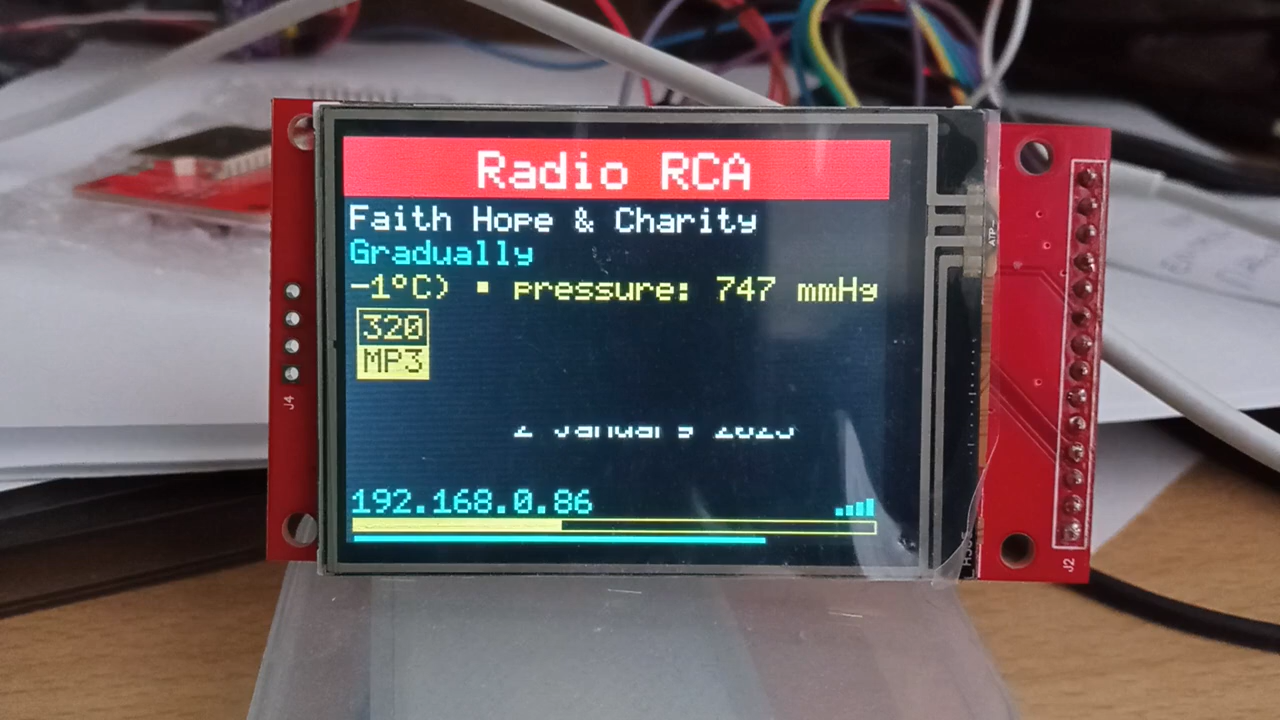 Radio RCA
Faith Hope & Charity
Gradually
-1°C) ▪ pressure: 747 mmHg
320
MP3
192.168.0.86
J4
J2